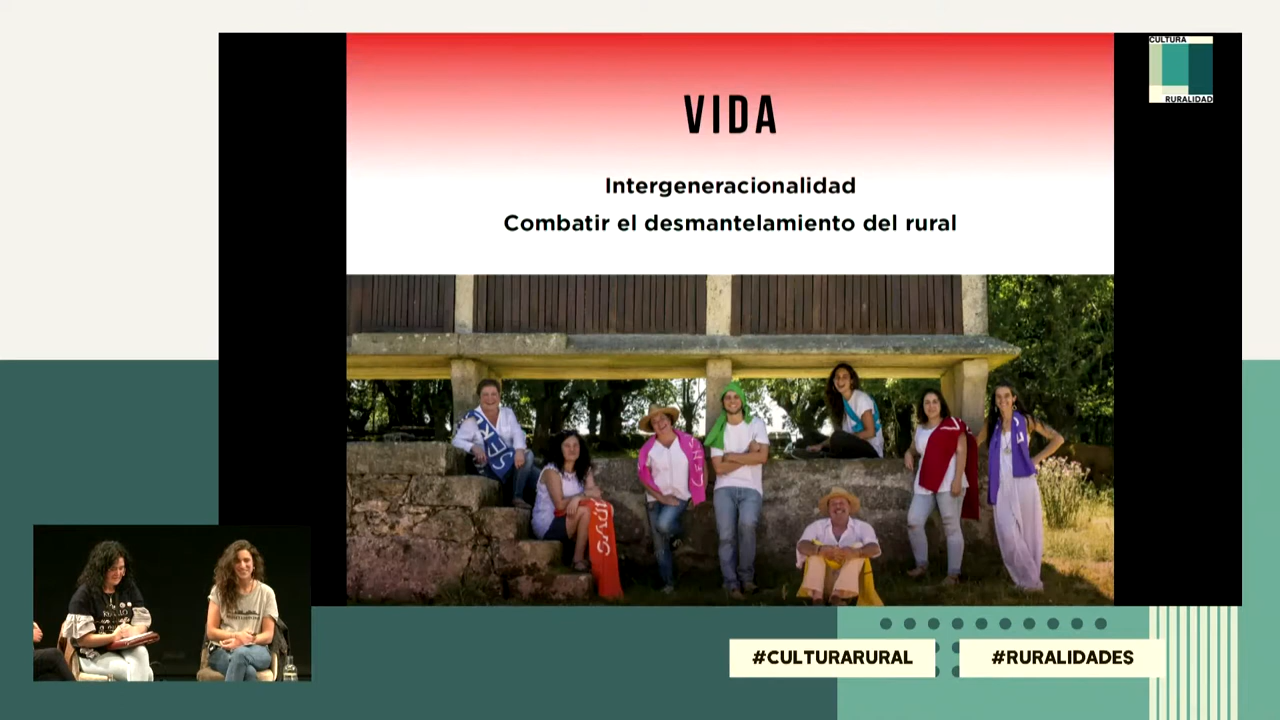 CULTURA
RURALIDAD
VIDA
Intergeneracionalidad
Combatir el desmantelamiento del rural
#CULTURARURAL
#RURALIDADES